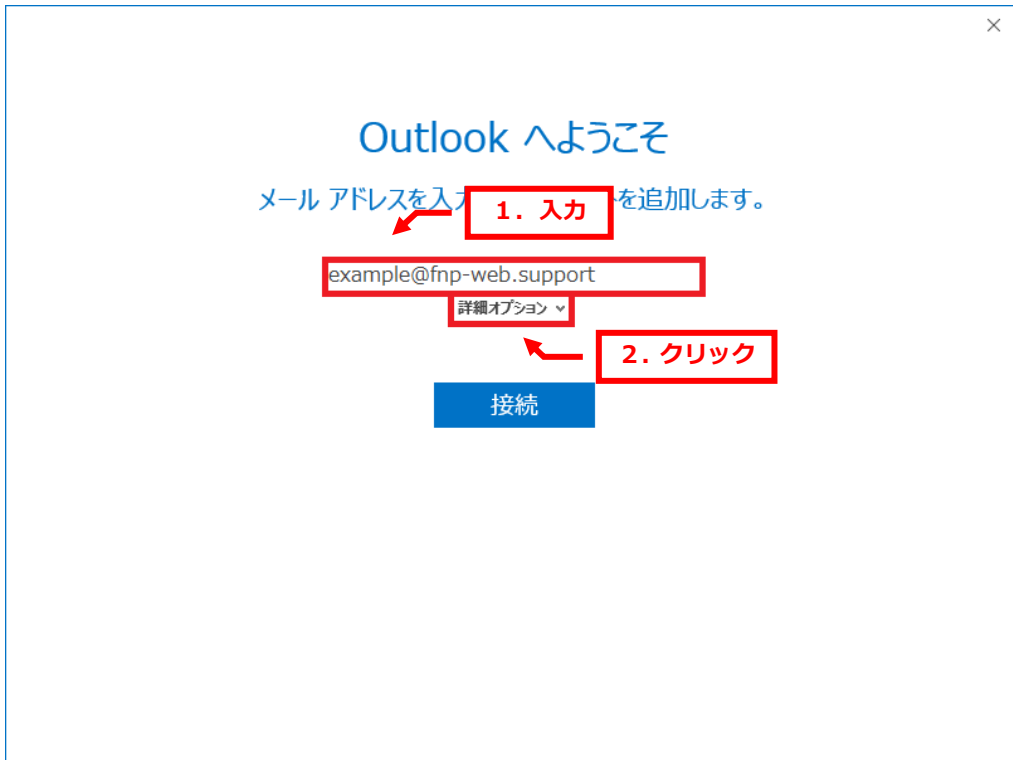 Outlook へようこそ
メール アドレスを入 を追加します。
1. 入力
example@fnp-web.support
詳細オプション
2. クリック
接続